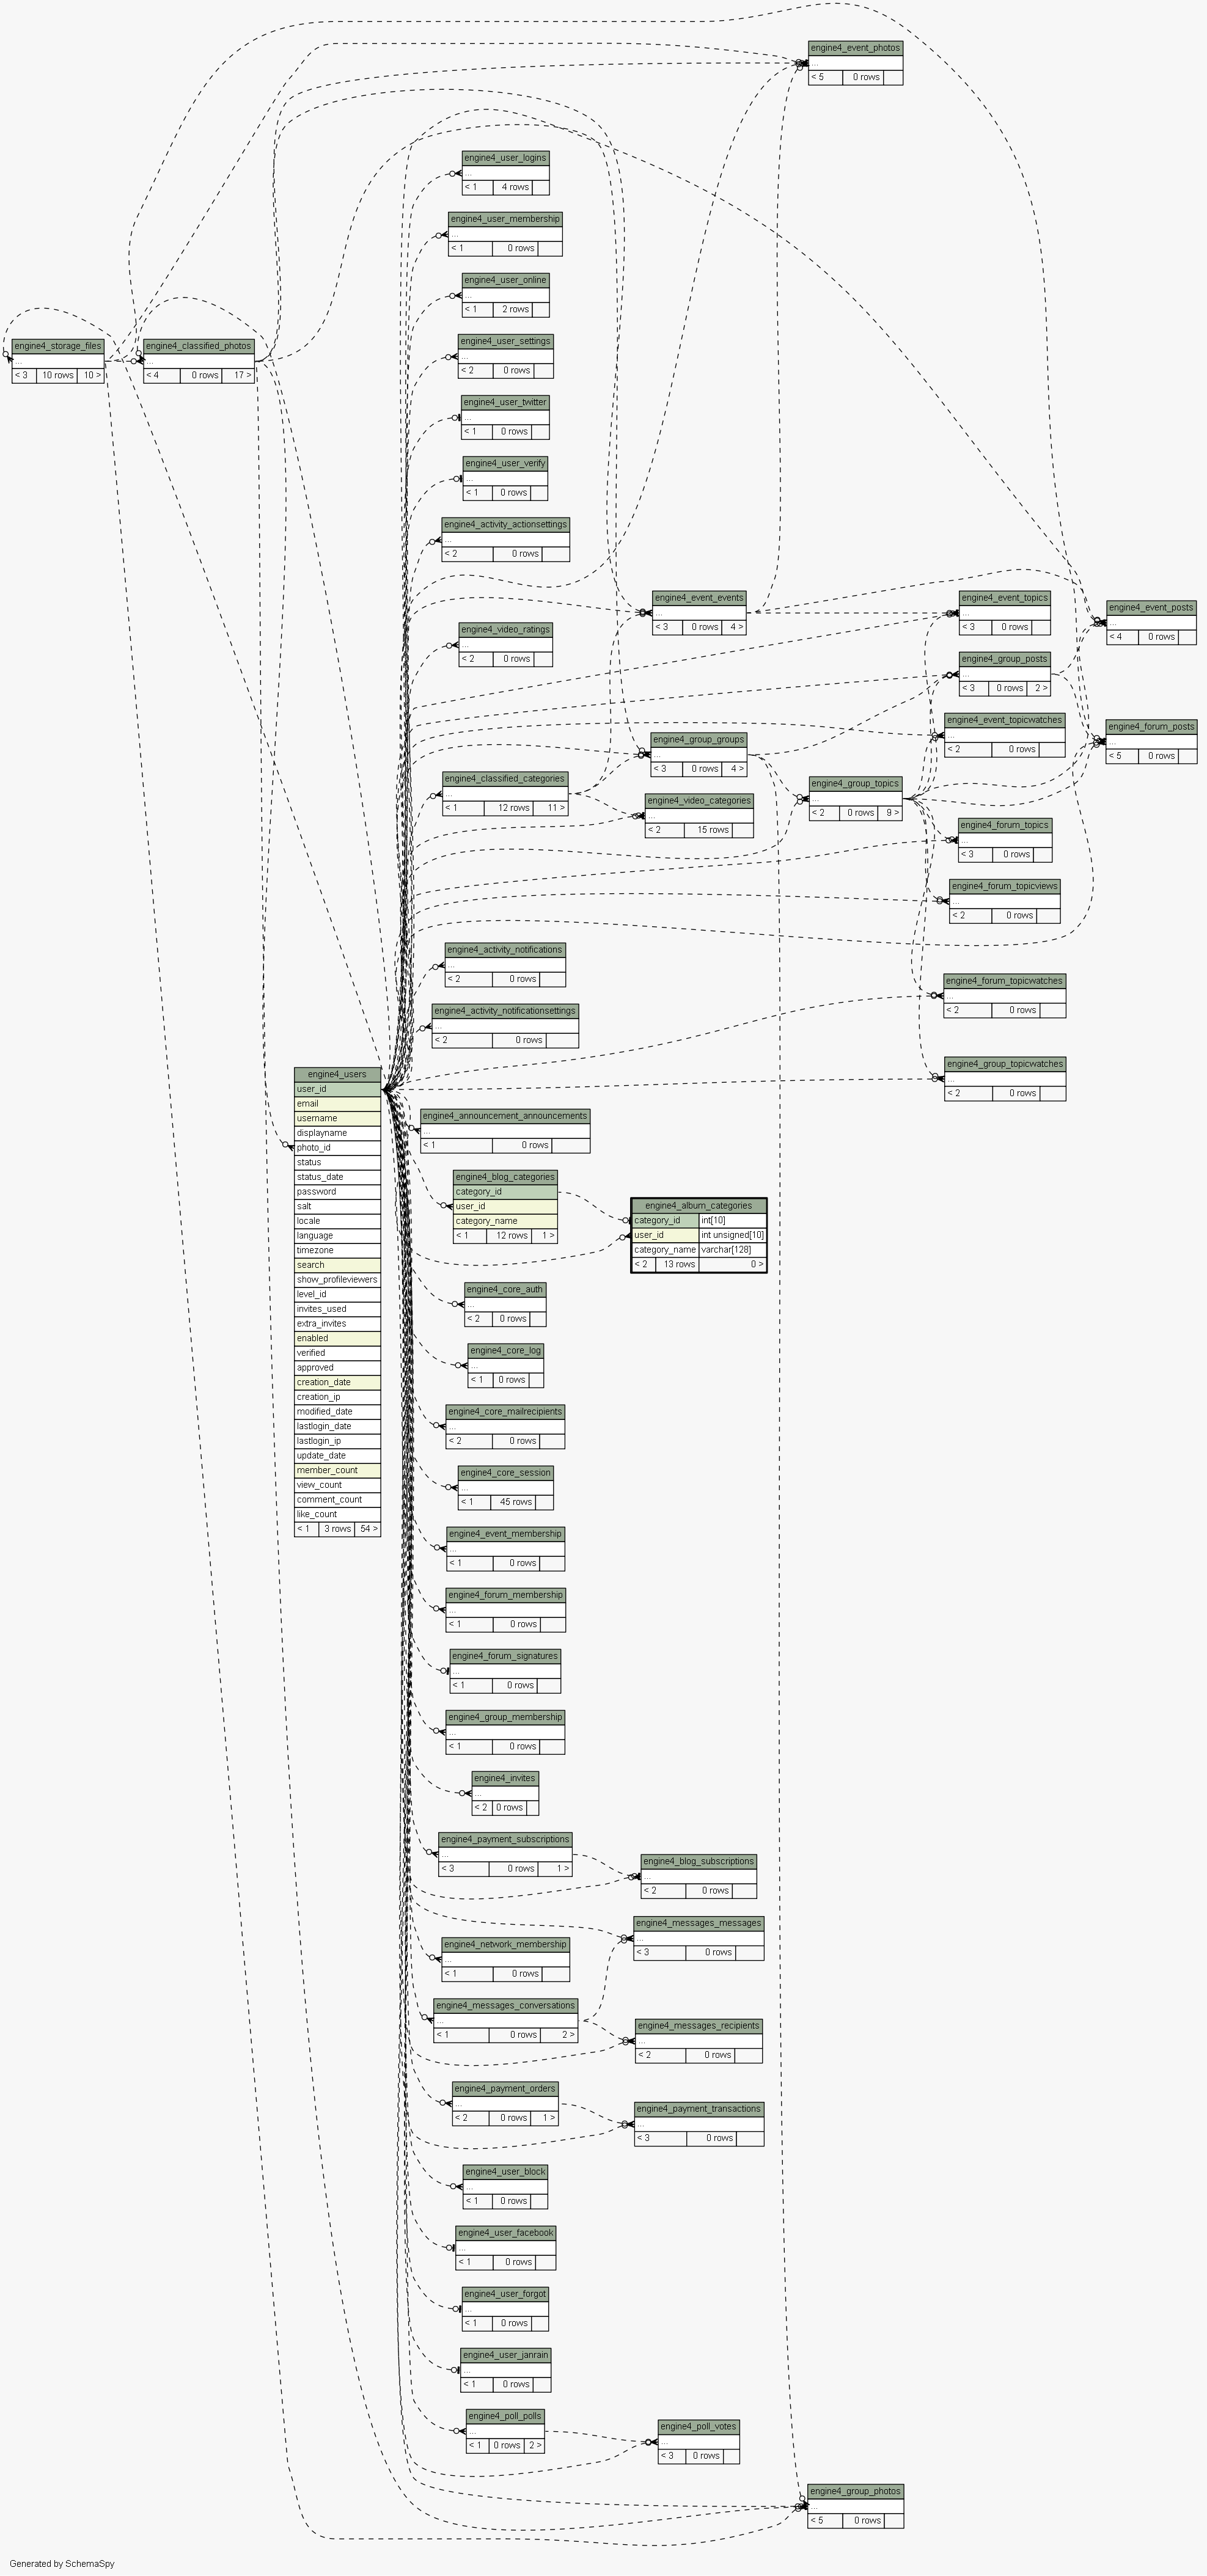 engine4_event_photos
...
< 5 0 rows
engine4_user_logins
...
< 1 4 rows
engine4_user_membership
...
< 1 0 rows
engine4_user_online
...
< 1 2 rows
engine4_storage_files
...
< 3 10 rows 10 >
engine4_classified_photos
...
< 4 0 rows 17 >
engine4_user_settings
...
< 2 0 rows
engine4_user_twitter
...
< 1 0 rows
engine4_user_verify
...
< 1 0 rows
engine4_activity_actionsettings
...
< 2 0 rows
engine4_event_events
...
< 3 0 rows 4 >
engine4_event_topics
...
< 3 0 rows
engine4_event_posts
...
< 4 0 rows
engine4_video_ratings
...
< 2 0 rows
engine4_group_posts
...
< 3 0 rows 2 >
engine4_event_topicwatches
...
< 2 0 rows
engine4_forum_posts
...
< 5 0 rows
engine4_group_groups
...
< 3 0 rows 4 >
engine4_classified_categories
...
< 1 12 rows 11 >
engine4_group_topics
...
< 2 0 rows 9 >
engine4_video_categories
...
< 2 15 rows
engine4_forum_topics
...
< 3 0 rows
engine4_forum_topicviews
...
< 2 0 rows
engine4_activity_notifications
...
< 2 0 rows
engine4_forum_topicwatches
...
< 2 0 rows
engine4_activity_notificationsettings
...
< 2 0 rows
engine4_group_topicwatches
...
< 2 0 rows
engine4_users
user_id
email
username
displayname
photo_id
status
status_date
password
salt
locale
language
timezone
search
show_profileviewers
level_id
invites_used
extra_invites
enabled
verified
approved
creation_date
creation_ip
modified_date
lastlogin_date
lastlogin_ip
update_date
member_count
view_count
comment_count
like_count
< 1 3 rows 54 >
engine4_announcement_announcements
...
< 1 0 rows
engine4_blog_categories
category_id
user_id
category_name
< 1 12 rows 1 >
engine4_album_categories
category_id int[10]
user_id int unsigned[10]
category_name varchar[128]
< 2 13 rows 0 >
engine4_core_auth
...
< 2 0 rows
engine4_core_log
...
< 1 0 rows
engine4_core_mailrecipients
...
< 2 0 rows
engine4_core_session
...
< 1 45 rows
engine4_event_membership
...
< 1 0 rows
engine4_forum_membership
...
< 1 0 rows
engine4_forum_signatures
...
< 1 0 rows
engine4_group_membership
...
< 1 0 rows
engine4_invites
...
< 2 0 rows
engine4_payment_subscriptions
...
< 3 0 rows 1 >
engine4_blog_subscriptions
...
< 2 0 rows
engine4_messages_messages
...
< 3 0 rows
engine4_network_membership
...
< 1 0 rows
engine4_messages_conversations
...
< 1 0 rows 2 >
engine4_messages_recipients
...
< 2 0 rows
engine4_payment_orders
...
< 2 0 rows 1 >
engine4_payment_transactions
...
< 3 0 rows
engine4_user_block
...
< 1 0 rows
engine4_user_facebook
...
< 1 0 rows
engine4_user_forgot
...
< 1 0 rows
engine4_user_janrain
...
< 1 0 rows
engine4_poll_polls
...
< 1 0 rows 2 >
engine4_poll_votes
...
< 3 0 rows
engine4_group_photos
...
< 5 0 rows
Generated by SchemaSpy